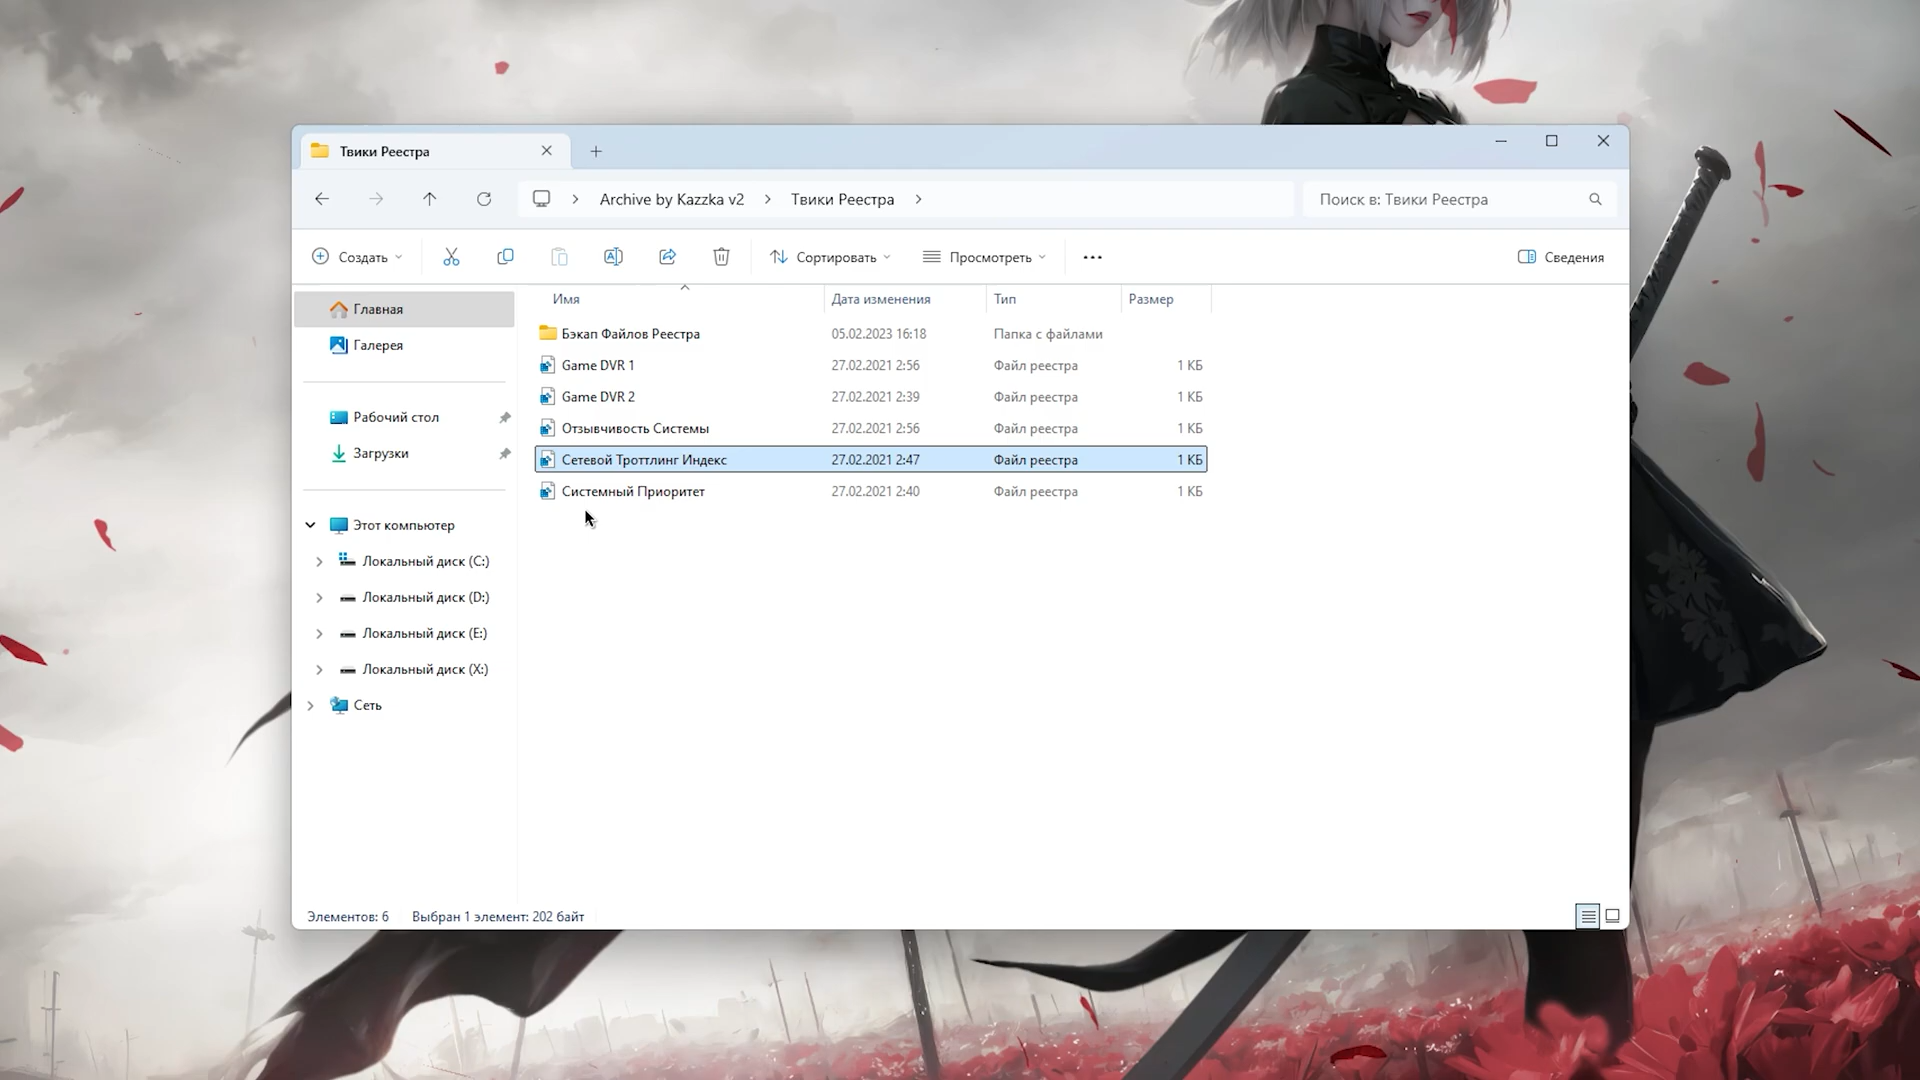 Твики Реестра
Archive by Kazzka v2 Твики Реестра
Поиск в: Твики Реестра
Создать Сортировать Просмотреть Сведения
Имя Дата изменения Тип Размер
Главная
Галерея
Рабочий стол
Загрузки
Этот компьютер
Локальный диск (C:)
Локальный диск (D:)
Локальный диск (E:)
Локальный диск (X:)
Сеть
Бэкап Файлов Реестра 05.02.2023 16:18 Папка с файлами
Game DVR 1 27.02.2021 2:56 Файл реестра 1 КБ
Game DVR 2 27.02.2021 2:39 Файл реестра 1 КБ
Отзывчивость Системы 27.02.2021 2:56 Файл реестра 1 КБ
Сетевой Троттлинг Индекс 27.02.2021 2:47 Файл реестра 1 КБ
Системный Приоритет 27.02.2021 2:40 Файл реестра 1 КБ
Элементов: 6 Выбран 1 элемент: 202 байт